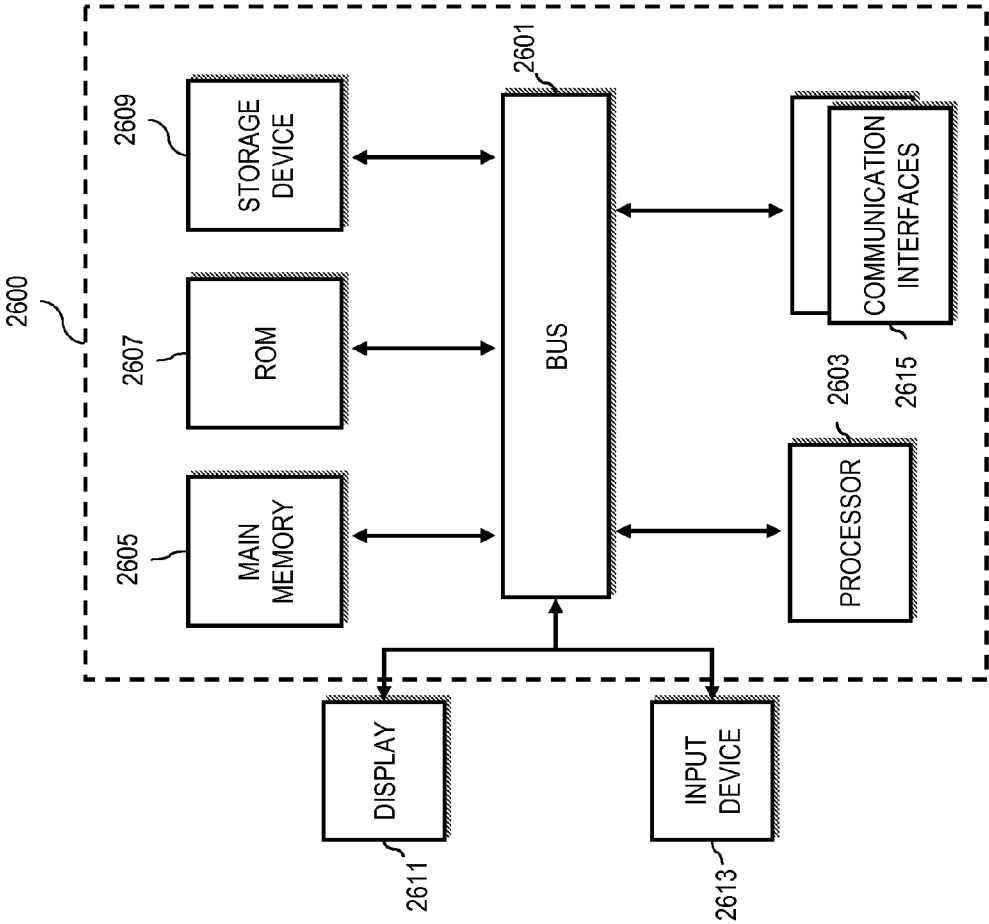 2600
2605
MAIN
MEMORY
2607
ROM
2609
STORAGE
DEVICE
2611
DISPLAY
BUS
2601
2613
INPUT
DEVICE
PROCESSOR
2603
COMMUNICATION
INTERFACES
2615